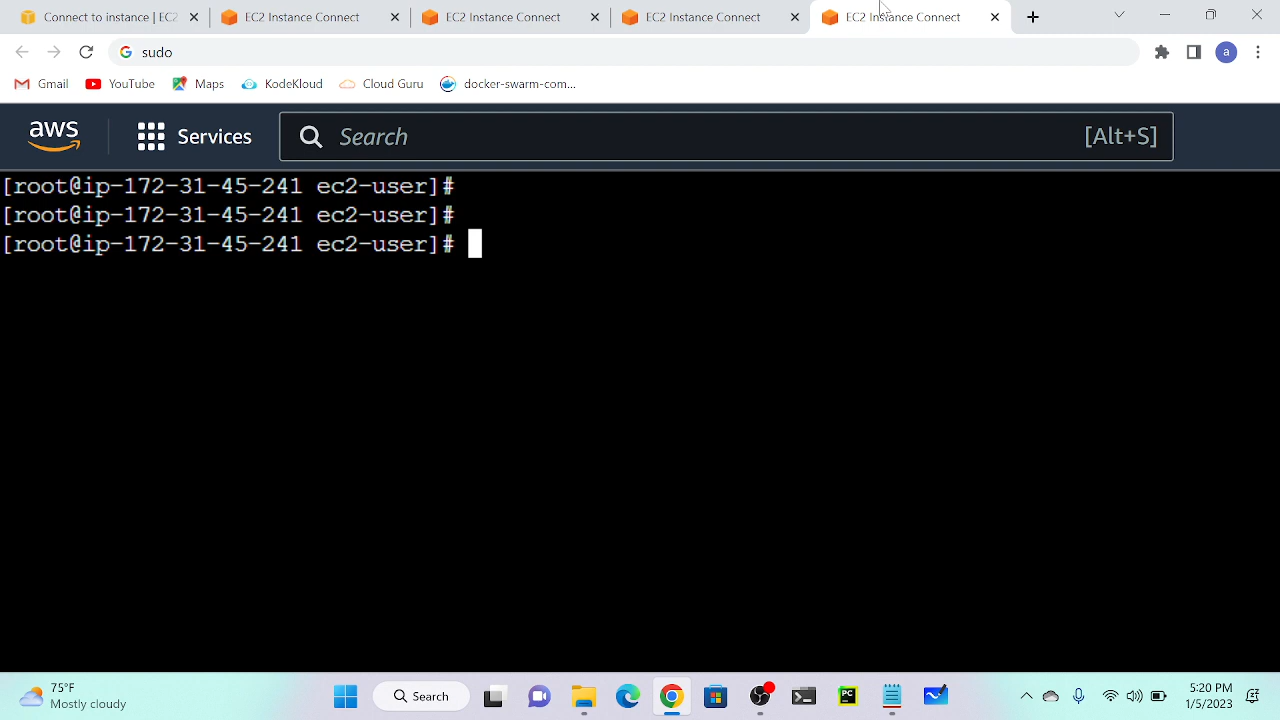 Connect to instance | EC2
EC2 Instance Connect
EC2 Instance Connect
EC2 Instance Connect
EC2 Instance Connect
sudo
a
Gmail
YouTube
Maps
KodeKloud
Cloud Guru
docker-swarm-com...
aws
Services
Search
[Alt+S]
[root@ip-172-31-45-241 ec2-user]#
[root@ip-172-31-45-241 ec2-user]#
[root@ip-172-31-45-241 ec2-user]#
75°F
Mostly cloudy
Search
PC
5:20 PM
1/5/2023